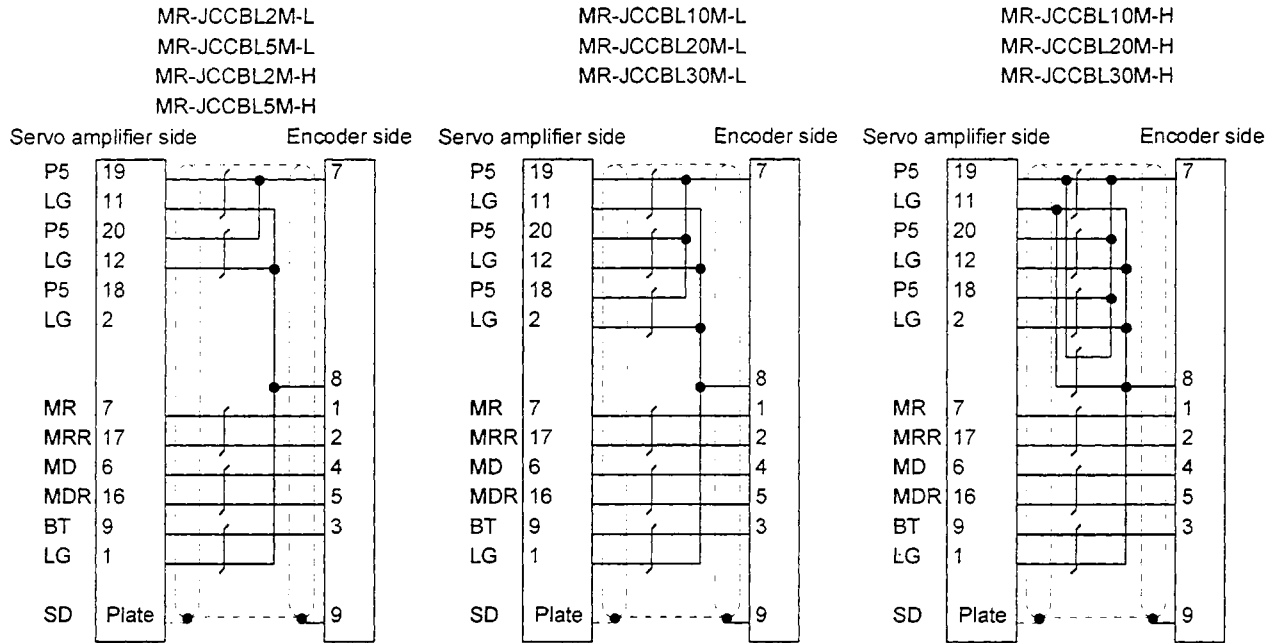 MR-JCCBL2M-L
MR-JCCBL5M-L
MR-JCCBL2M-H
MR-JCCBL5M-H
Servo amplifier side Encoder side
P5 19 7
LG 11
P5 20
LG 12
P5 18
LG 2
8
MR 7 1
MRR 17 2
MD 6 4
MDR 16 5
BT 9 3
LG 1
SD Plate 9
MR-JCCBL10M-L
MR-JCCBL20M-L
MR-JCCBL30M-L
Servo amplifier side Encoder side
P5 19 7
LG 11
P5 20
LG 12
P5 18
LG 2
8
MR 7 1
MRR 17 2
MD 6 4
MDR 16 5
BT 9 3
LG 1
SD Plate 9
MR-JCCBL10M-H
MR-JCCBL20M-H
MR-JCCBL30M-H
Servo amplifier side Encoder side
P5 19 7
LG 11
P5 20
LG 12
P5 18
LG 2
8
MR 7 1
MRR 17 2
MD 6 4
MDR 16 5
BT 9 3
LG 1
SD Plate 9